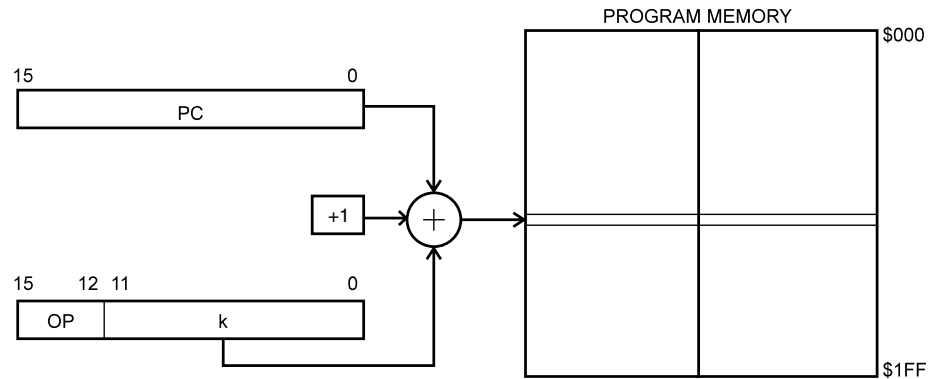 PROGRAM MEMORY
$000
15 0
PC
+1
15 12 11 0
OP k
$1FF